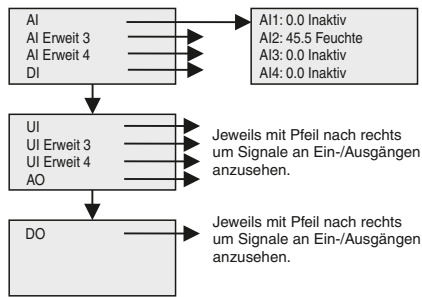 AI
AI Erweit 3
AI Erweit 4
DI
AI1: 0.0 Inaktiv
AI2: 45.5 Feuchte
AI3: 0.0 Inaktiv
AI4: 0.0 Inaktiv
UI
UI Erweit 3
UI Erweit 4
AO
Jeweils mit Pfeil nach rechts
um Signale an Ein-/Ausgängen
anzusehen.
DO
Jeweils mit Pfeil nach rechts
um Signale an Ein-/Ausgängen
anzusehen.